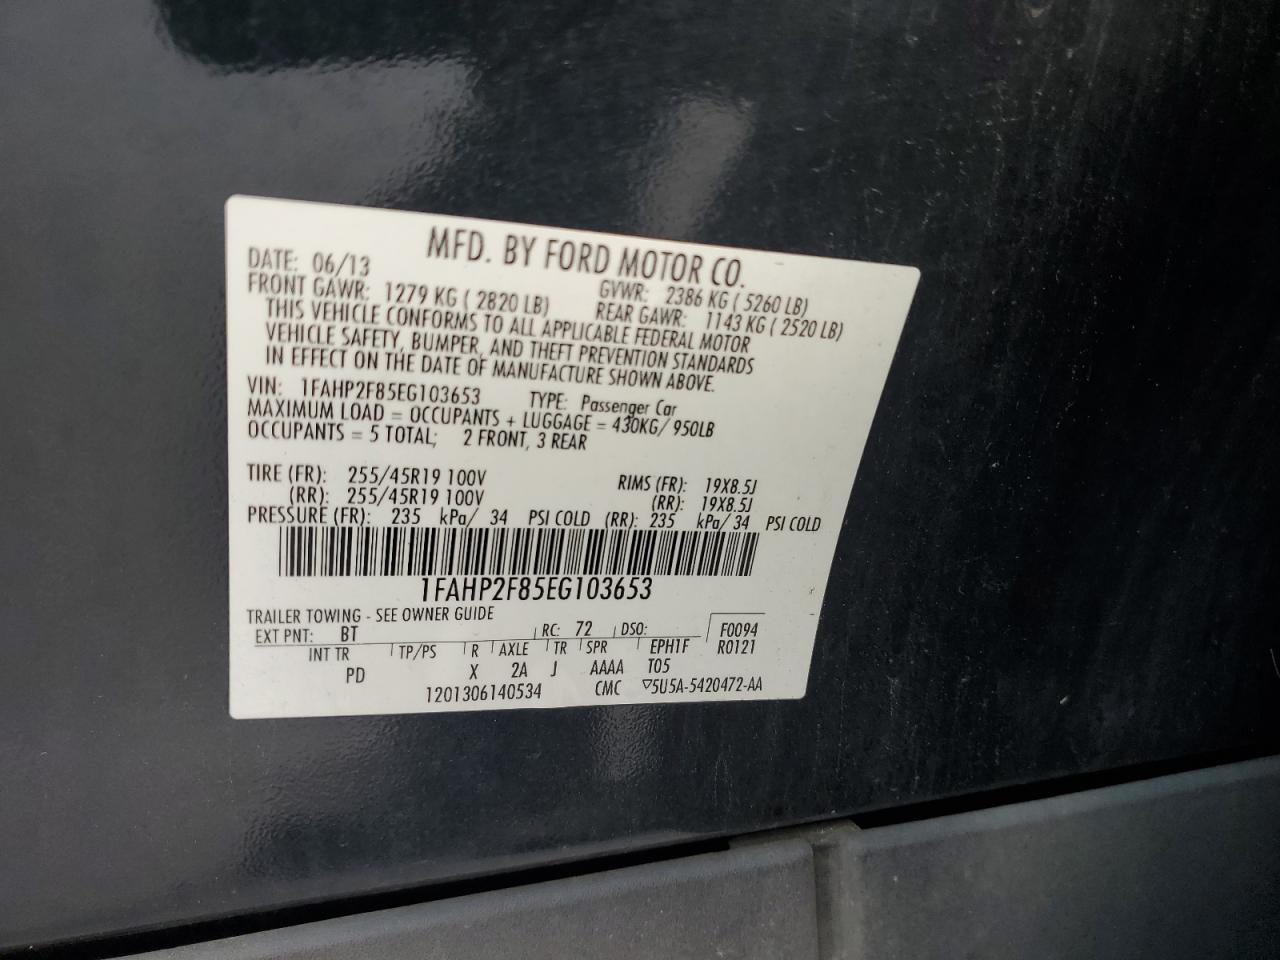 MFD. BY FORD MOTOR CO.
DATE: 06/13 GVWR: 2386 KG ( 5260 LB)
FRONT GAWR: 1279 KG ( 2820 LB) REAR GAWR: 1143 KG ( 2520 LB)
THIS VEHICLE CONFORMS TO ALL APPLICABLE FEDERAL MOTOR
VEHICLE SAFETY, BUMPER, AND THEFT PREVENTION STANDARDS
IN EFFECT ON THE DATE OF MANUFACTURE SHOWN ABOVE.
VIN: 1FAHP2F85EG103653 TYPE: Passenger Car
MAXIMUM LOAD = OCCUPANTS + LUGGAGE = 430KG/ 950LB
OCCUPANTS = 5 TOTAL; 2 FRONT, 3 REAR
TIRE (FR): 255/45R19 100V RIMS (FR): 19X8.5J
(RR): 255/45R19 100V (RR): 19X8.5J
PRESSURE (FR): 235 kPa/ 34 PSI COLD (RR): 235 kPa/ 34 PSI COLD
1FAHP2F85EG103653
TRAILER TOWING - SEE OWNER GUIDE
EXT PNT: BT RC: 72 DSO: F0094
INT TR TP/PS R AXLE TR SPR EPH1F R0121
PD X 2A J AAAA T05
1201306140534 CMC ▽5U5A-5420472-AA